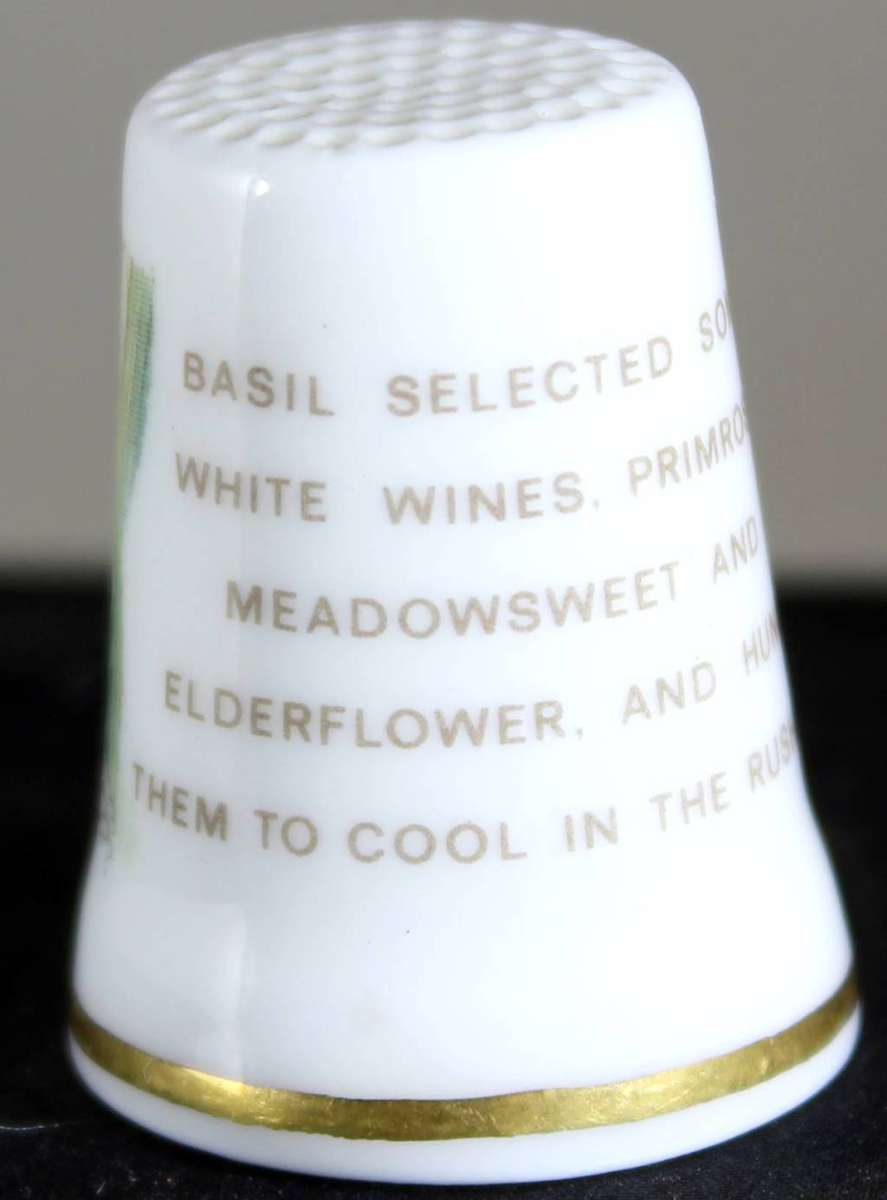 BASIL SELECTED
WHITE WINES,
MEADOWSWEET AND
ELDERFLOWER, AND
THEM TO COOL IN THE